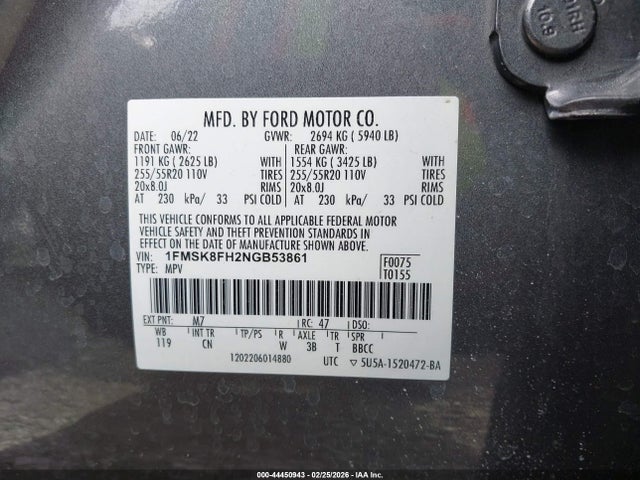 01RH
10.9
MFD. BY FORD MOTOR CO.
DATE: 06/22 GVWR: 2694 KG ( 5940 LB)
FRONT GAWR: REAR GAWR:
1191 KG ( 2625 LB) WITH 1554 KG ( 3425 LB) WITH
255/55R20 110V TIRES 255/55R20 110V TIRES
20x8.0J RIMS 20x8.0J RIMS
AT 230 kPa/ 33 PSI COLD AT 230 kPa/ 33 PSI COLD
THIS VEHICLE CONFORMS TO ALL APPLICABLE FEDERAL MOTOR
VEHICLE SAFETY AND THEFT PREVENTION STANDARDS IN
EFFECT ON THE DATE OF MANUFACTURE SHOWN ABOVE.
VIN: 1FMSK8FH2NGB53861 F0075
TYPE: MPV T0155
EXT PNT: M7 RC: 47 DSO:
WB INT TR TP/PS R AXLE TR SPR
119 CN W 3B T BBCC
1202206014880 UTC ▽ 5U5A-1520472-BA
000-44450943 - 02/25/2026 - IAA Inc.